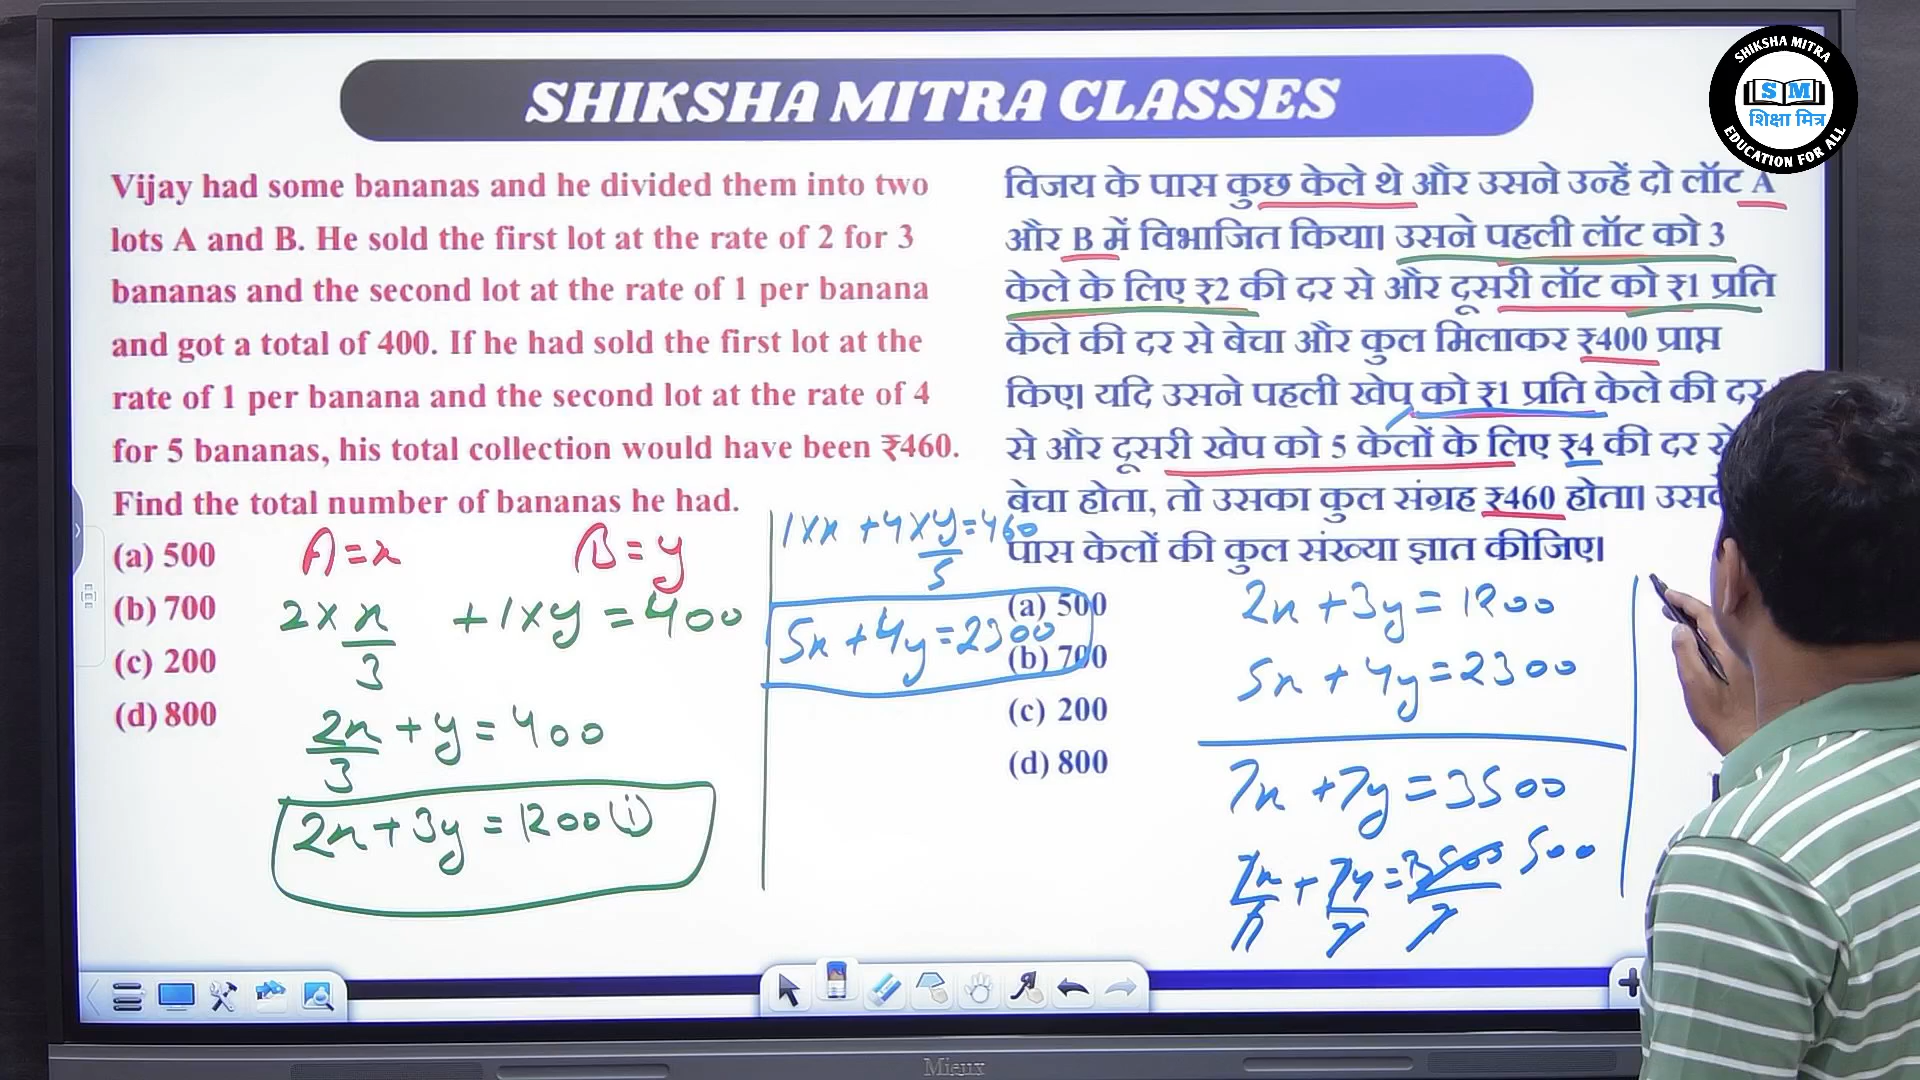 SHIKSHA MITRA CLASSES
SHIKSHA MITRA
S M
शिक्षा मित्र
EDUCATION FOR ALL
Vijay had some bananas and he divided them into two
lots A and B. He sold the first lot at the rate of 2 for 3
bananas and the second lot at the rate of 1 per banana
and got a total of 400. If he had sold the first lot at the
rate of 1 per banana and the second lot at the rate of 4
for 5 bananas, his total collection would have been ₹460.
Find the total number of bananas he had.
(a) 500
(b) 700
(c) 200
(d) 800
A = x B = y
2 × x/3 + 1 × y = 400
2x/3 + y = 400
2x + 3y = 1200 (i)
1 × x + 4 × y/5 = 460
5x + 4y = 2300
विजय के पास कुछ केले थे और उसने उन्हें दो लॉट A
और B में विभाजित किया। उसने पहली लॉट को 3
केले के लिए ₹2 की दर से और दूसरी लॉट को ₹1 प्रति
केले की दर से बेचा और कुल मिलाकर ₹400 प्राप्त
किए। यदि उसने पहली खेप को ₹1 प्रति केले की दर
से और दूसरी खेप को 5 केलों के लिए ₹4 की दर से
बेचा होता, तो उसका कुल संग्रह ₹460 होता।
पास केलों की कुल संख्या ज्ञात कीजिए।
(a) 500
(b) 700
(c) 200
(d) 800
2x + 3y = 1200
5x + 4y = 2300
7x + 7y = 3500
7x/7 + 7y/7 = 3500/7 500
Mieux